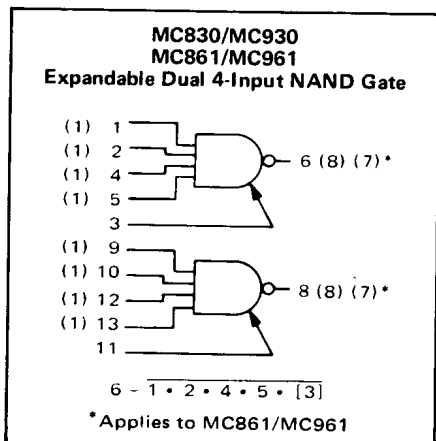 MC830/MC930
MC861/MC961
Expandable Dual 4-Input NAND Gate
(1) 1
(1) 2
(1) 4
(1) 5
3
6 (8) (7)*
(1) 9
(1) 10
(1) 12
(1) 13
11
8 (8) (7)*
6 – 1 • 2 • 4 • 5 • [3]
*Applies to MC861/MC961